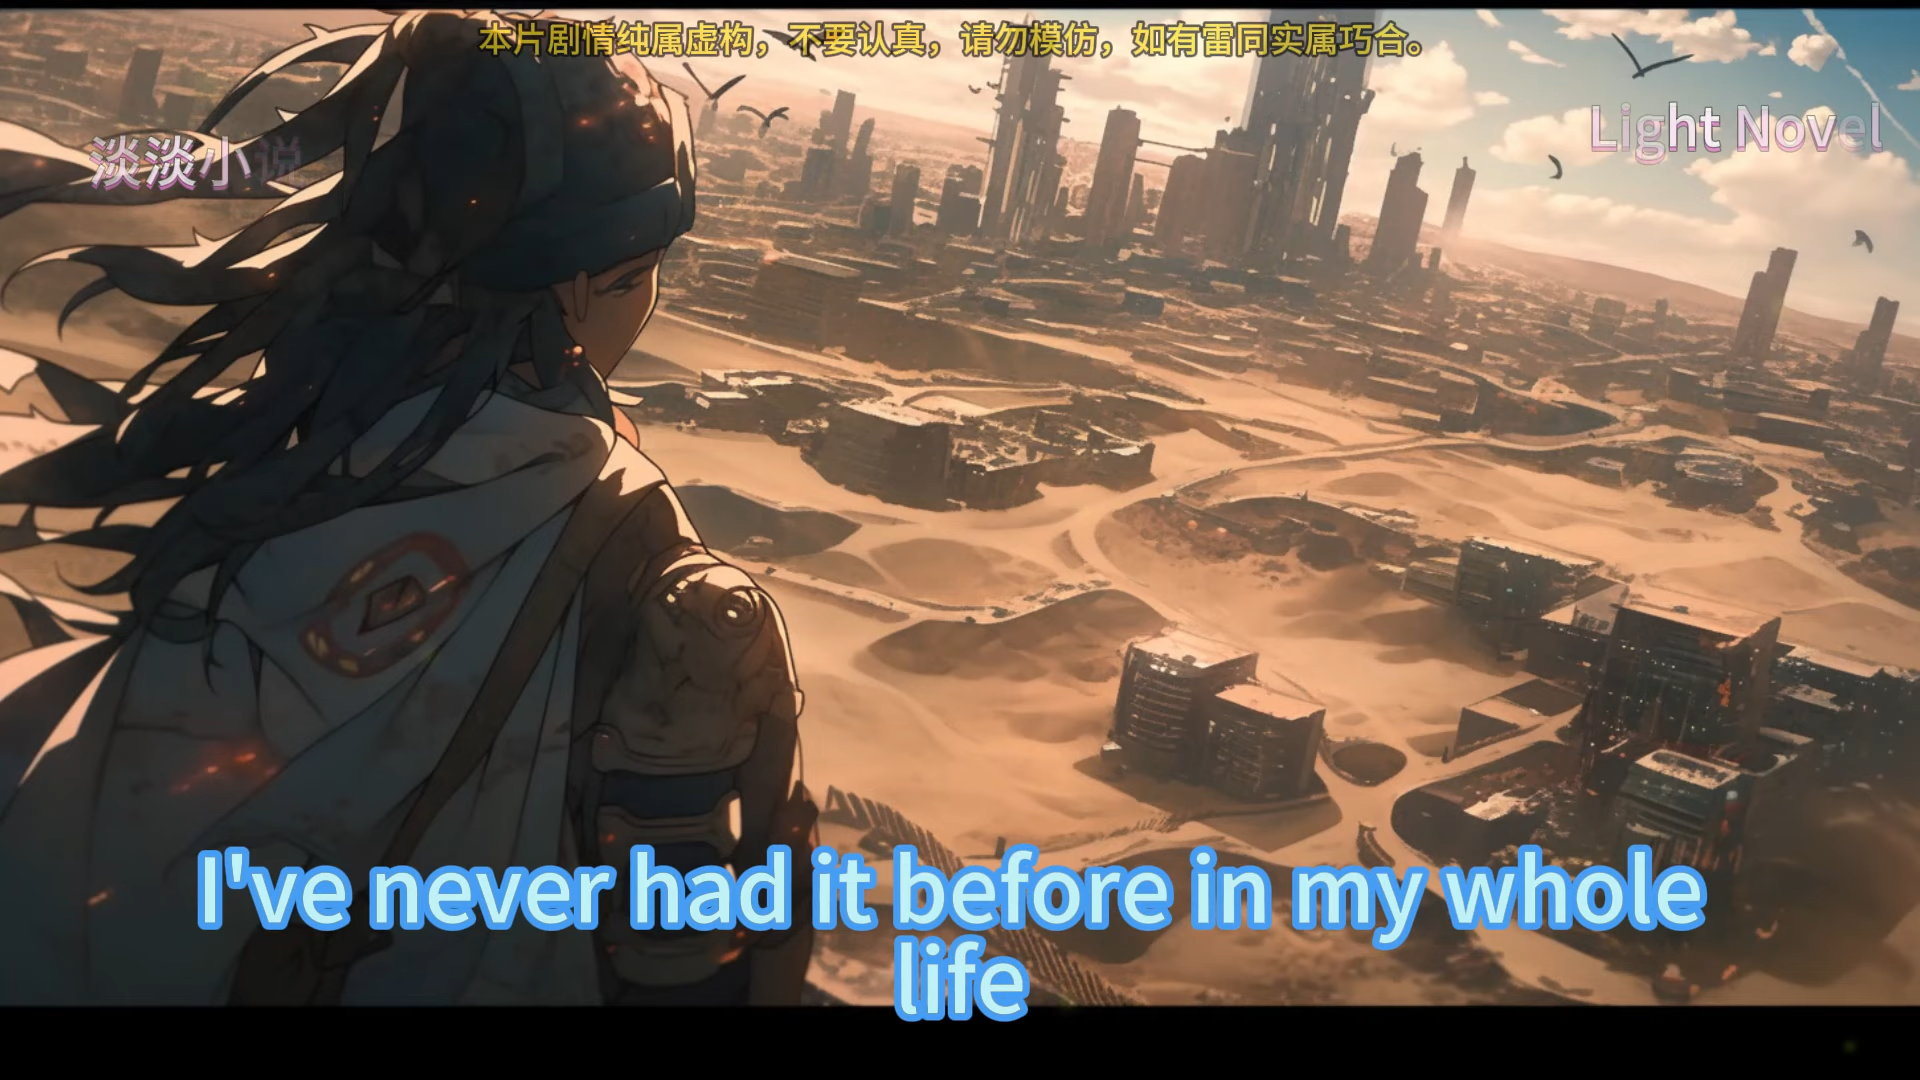 本片剧情纯属虚构，不要认真，请勿模仿，如有雷同实属巧合。
淡淡小说
Light Novel
I've never had it before in my whole
life